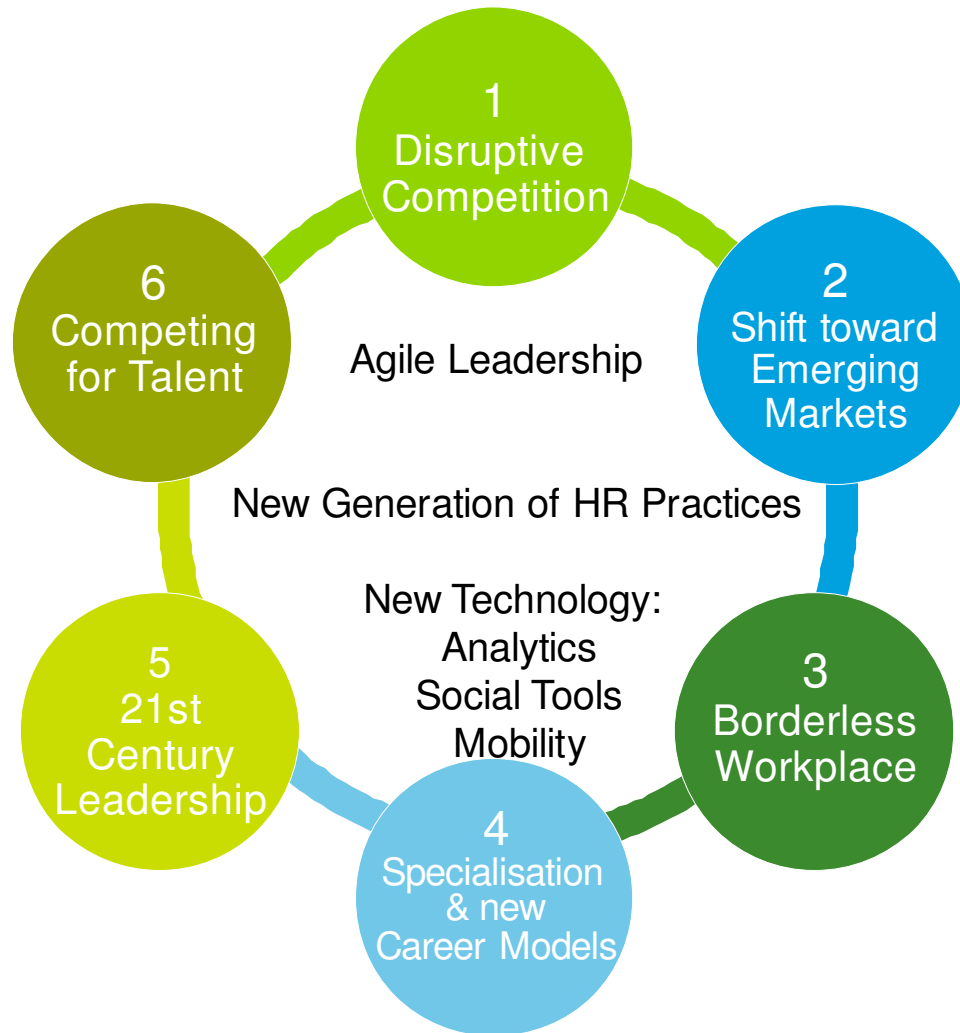 1
Disruptive
Competition
2
Shift toward
Emerging
Markets
3
Borderless
Workplace
4
Specialisation
& new
Career Models
5
21st
Century
Leadership
6
Competing
for Talent
Agile Leadership
New Generation of HR Practices
New Technology:
Analytics
Social Tools
Mobility